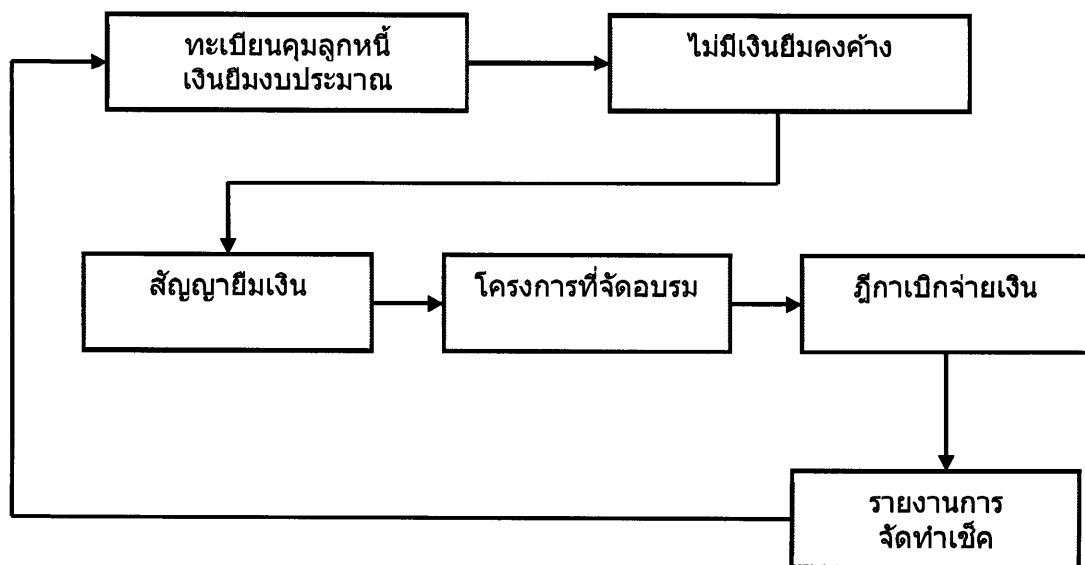 ทะเบียนคุมลูกหนี้
เงินยืมงบประมาณ
ไม่มีเงินยืมคงค้าง
สัญญายืมเงิน
โครงการที่จัดอบรม
ฎีกาเบิกจ่ายเงิน
รายงานการ
จัดทำเช็ค